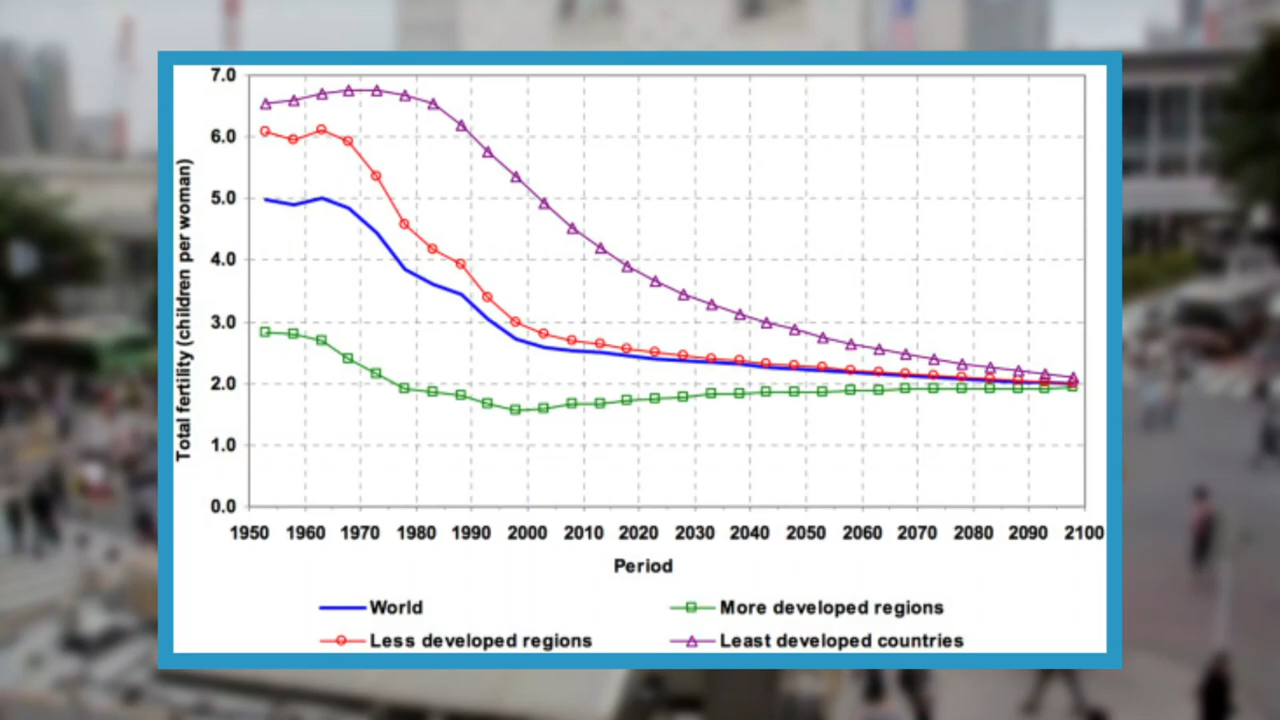 7.0
6.0
5.0
4.0
3.0
2.0
1.0
0.0
Total fertility (children per woman)
1950 1960 1970 1980 1990 2000 2010 2020 2030 2040 2050 2060 2070 2080 2090 2100
Period
World
More developed regions
Less developed regions
Least developed countries